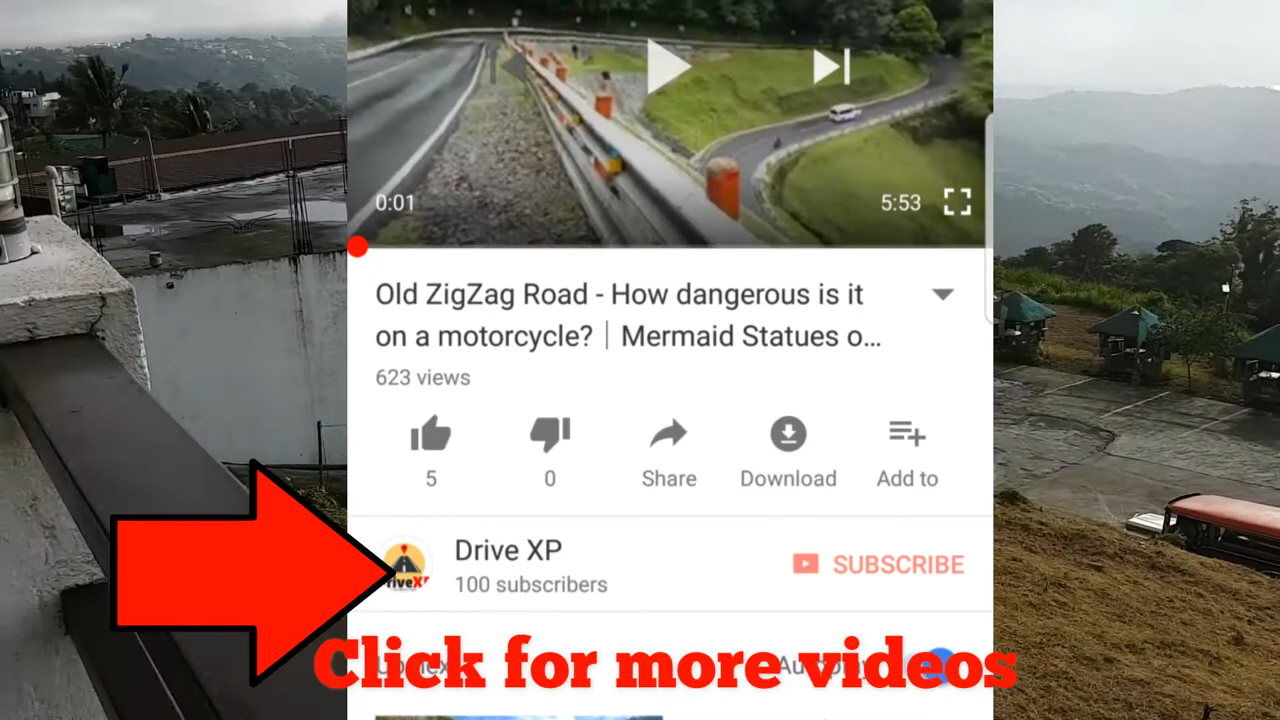 0:01
5:53
Old ZigZag Road - How dangerous is it
on a motorcycle? | Mermaid Statues o...
623 views
5
0
Share
Download
Add to
Drive XP
100 subscribers
SUBSCRIBE
Click for more videos